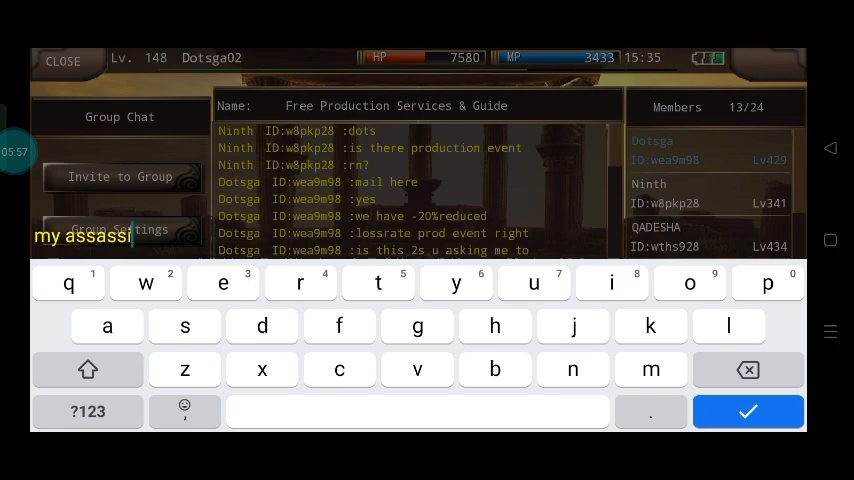 CLOSE
Lv. 148 Dotsga02
HP 7580
MP 3433
15:35
Group Chat
Name: Free Production Services & Guide
Members 13/24
05:57
Invite to Group
Group Settings
my assassi
Ninth ID:w8pkp28 :dots
Ninth ID:w8pkp28 :is there production event
Ninth ID:w8pkp28 :rn?
Dotsga ID:wea9m98 :mail here
Dotsga ID:wea9m98 :yes
Dotsga ID:wea9m98 :we have -20%reduced
Dotsga ID:wea9m98 :lossrate prod event right
Dotsga ID:wea9m98 :is this 2s u asking me to
Dotsga
ID:wea9m98 Lv429
Ninth
ID:w8pkp28 Lv341
QADESHA
ID:wths928 Lv434
q 1 w 2 e 3 r 4 t 5 y 6 u 7 i 8 o 9 p 0
a s d f g h j k l
z x c v b n m
?123 , .